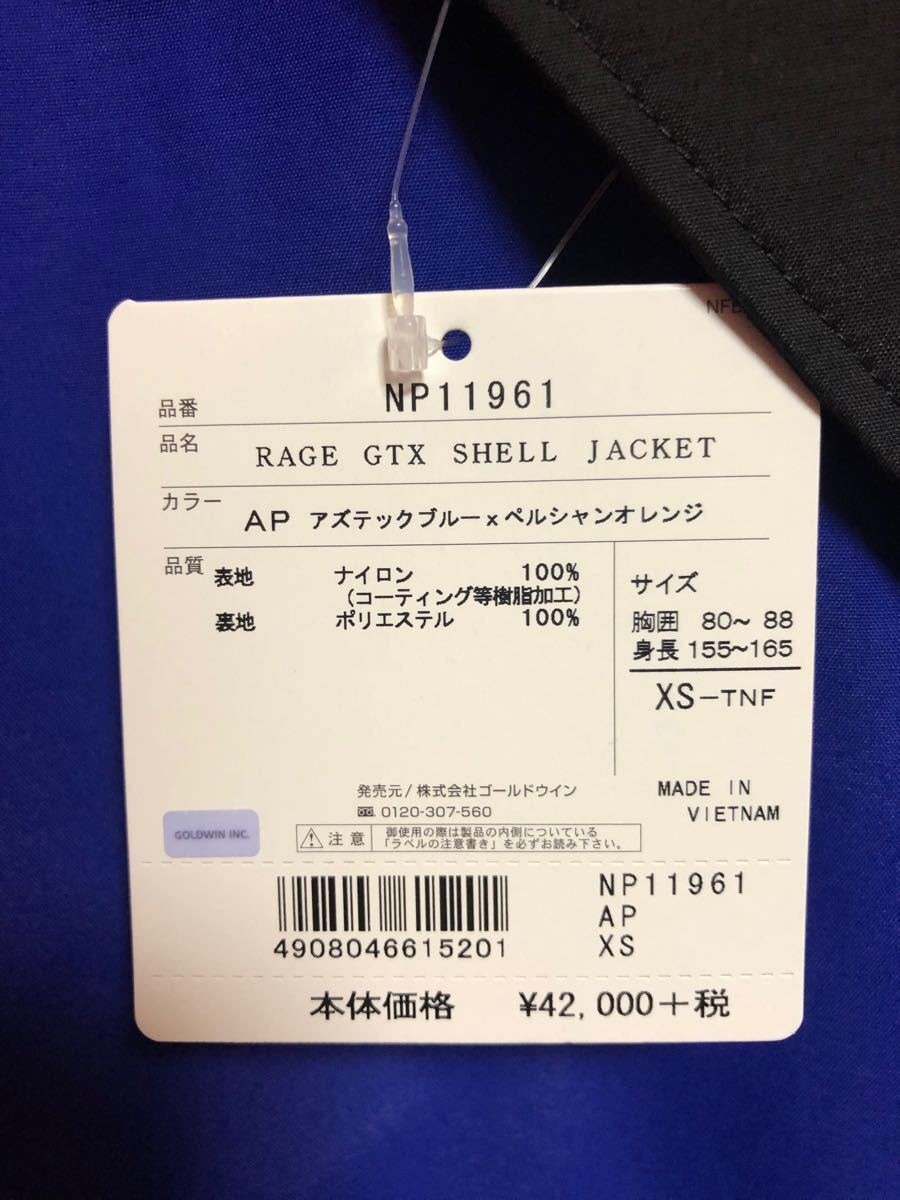 品番 NP11961
品名 RAGE GTX SHELL JACKET
カラー AP アズテックブルーxペルシャンオレンジ
品質 表地 ナイロン 100%
(コーティング等樹脂加工)
裏地 ポリエステル 100%
サイズ
胸囲 80~ 88
身長 155~165
XS-TNF
発売元/株式会社ゴールドウイン
0120-307-560
MADE IN
VIETNAM
GOLDWIN INC.
注意 御使用の際は製品の内側についている
「ラベルの注意書き」を必ずお読み下さい。
4908046615201
NP11961
AP
XS
本体価格 ¥42,000+税